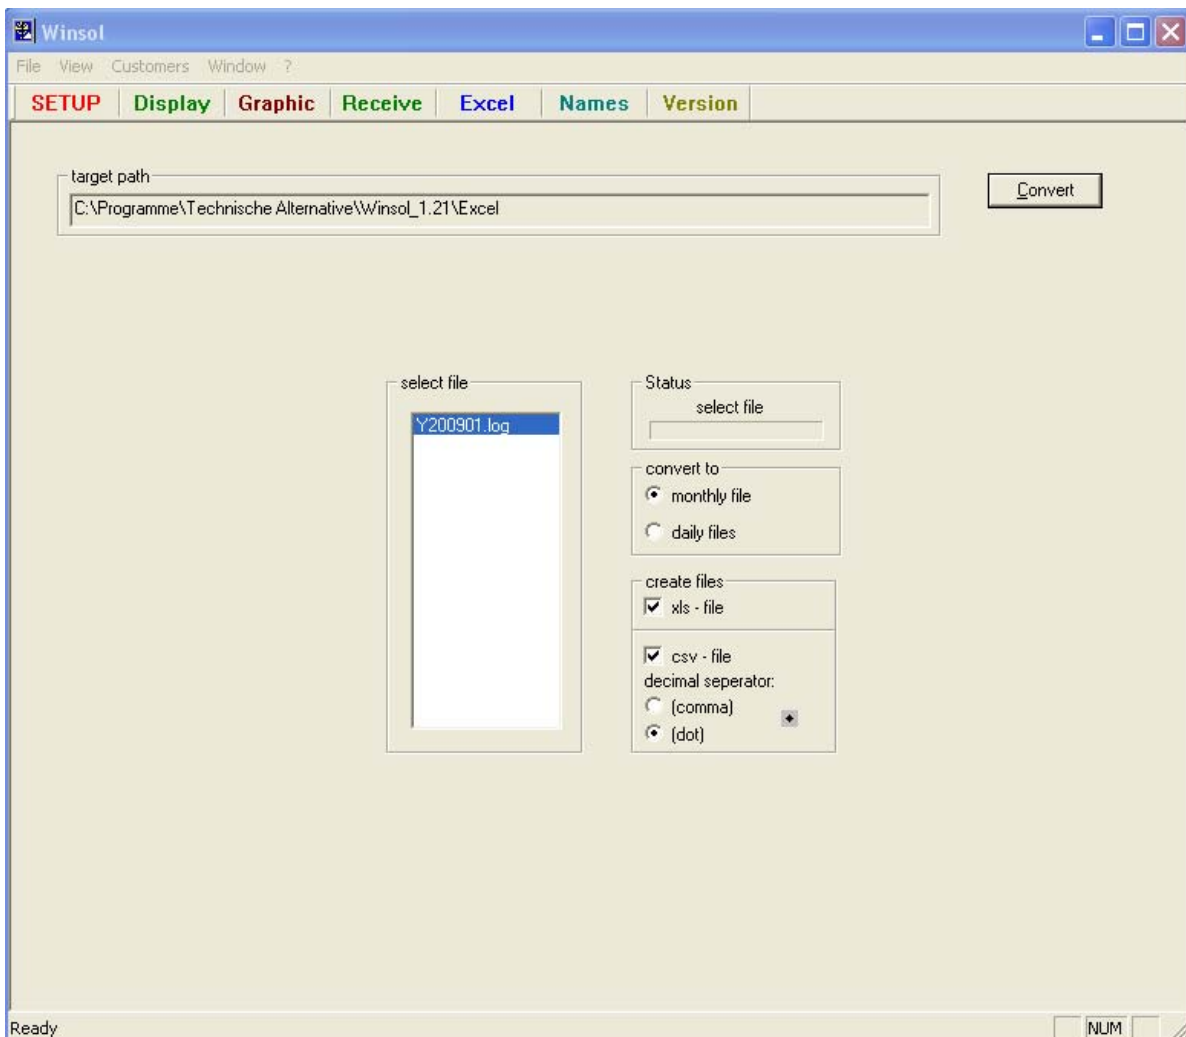 Winsol
File View Customers Window ?
SETUP Display Graphic Receive Excel Names Version
target path
C:\Programme\Technische Alternative\Winsol_1.21\Excel
Convert
select file
Y200901.log
Status
select file
convert to
monthly file
daily files
create files
xls - file
csv - file
decimal seperator:
(comma)
(dot)
Ready
NUM